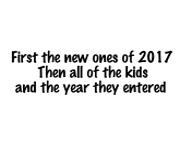 First the new ones of 2017
Then all of the kids
and the year they entered